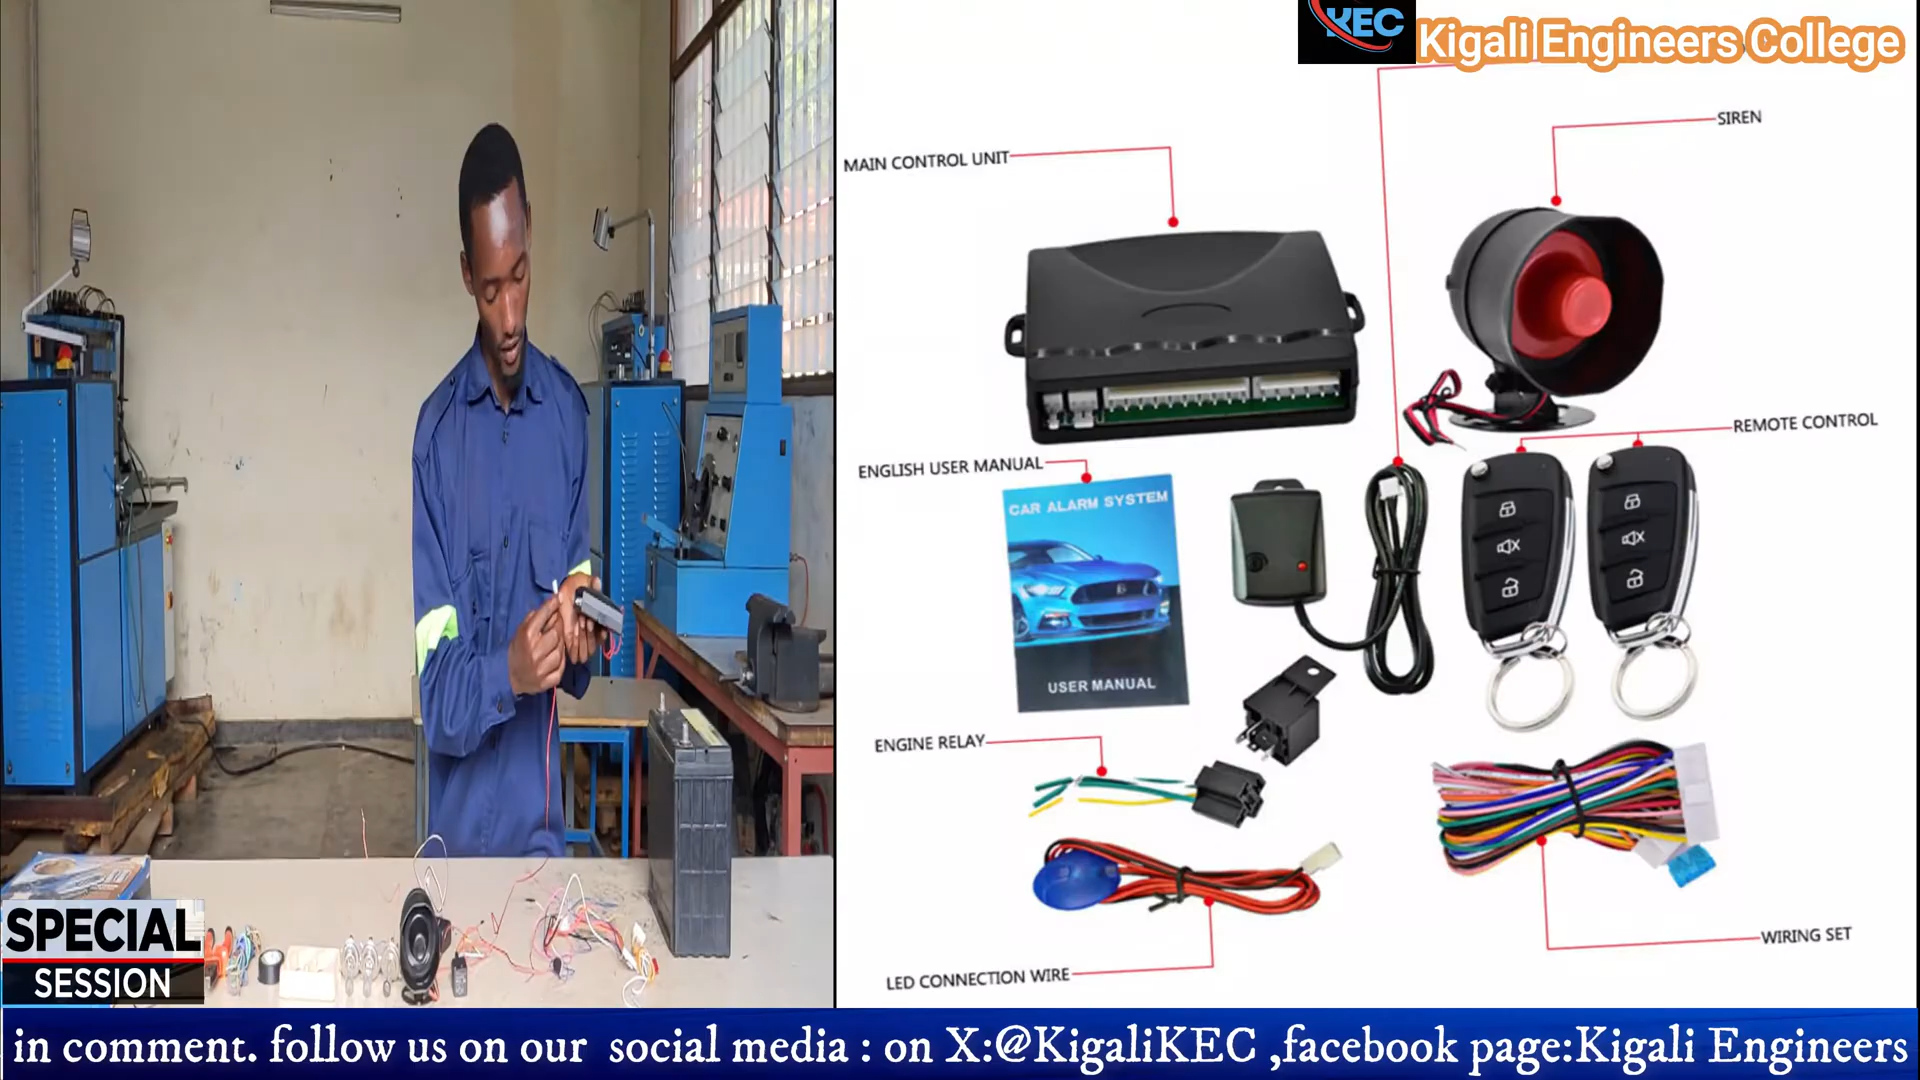 KEC Kigali Engineers College
SIREN
MAIN CONTROL UNIT
REMOTE CONTROL
ENGLISH USER MANUAL
CAR ALARM SYSTEM
USER MANUAL
ENGINE RELAY
WIRING SET
LED CONNECTION WIRE
SPECIAL
SESSION
in comment. follow us on our social media : on X:@KigaliKEC ,facebook page:Kigali Engineers